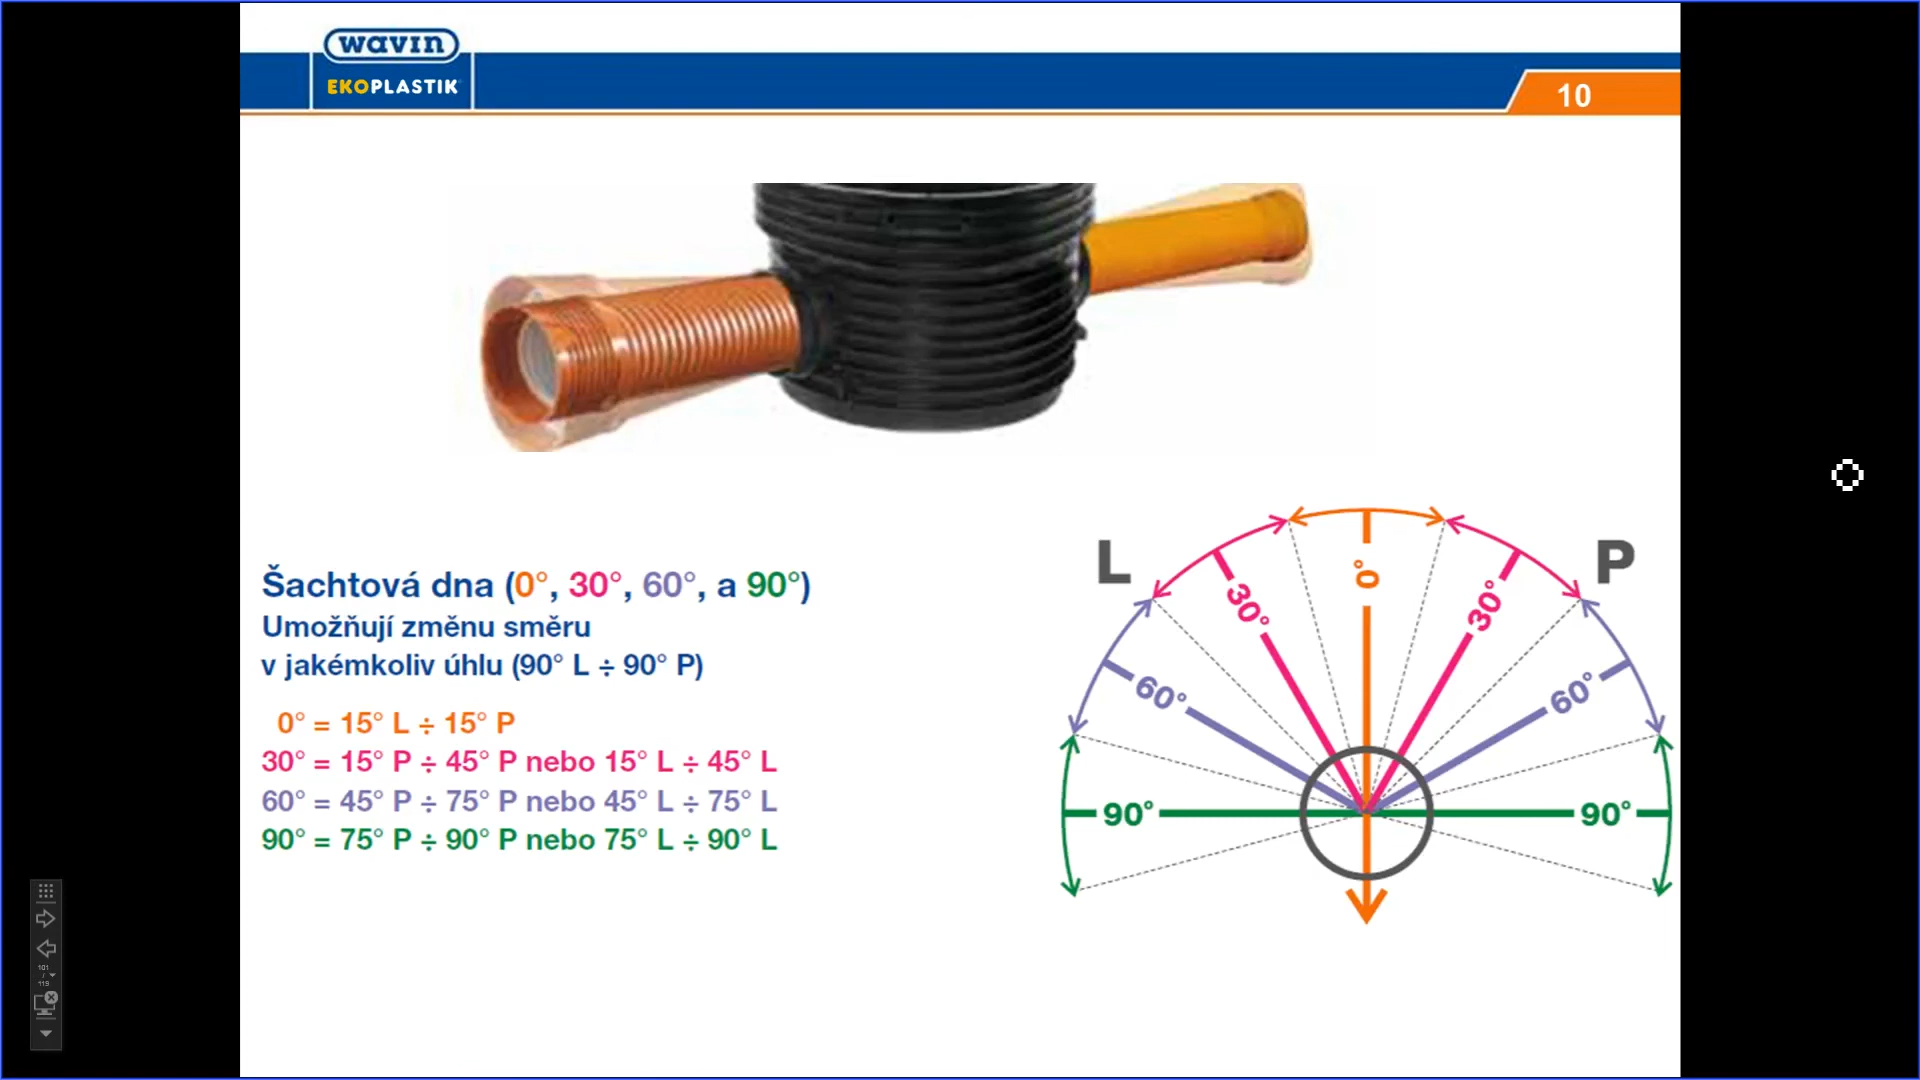 wavin
EKOPLASTIK
10
Šachtová dna (0°, 30°, 60°, a 90°)
Umožňují změnu směru
v jakémkoliv úhlu (90° L ÷ 90° P)
0° = 15° L ÷ 15° P
30° = 15° P ÷ 45° P nebo 15° L ÷ 45° L
60° = 45° P ÷ 75° P nebo 45° L ÷ 75° L
90° = 75° P ÷ 90° P nebo 75° L ÷ 90° L
L
P
0°
30°
30°
60°
60°
90°
90°
101
/
119